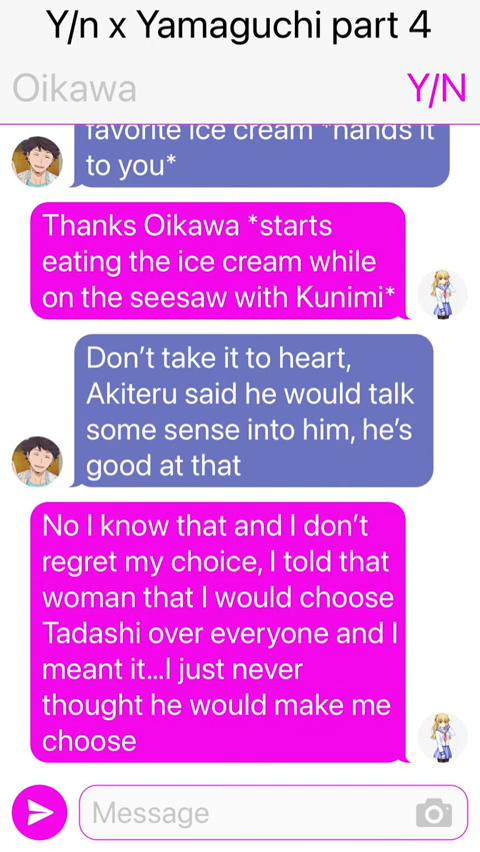 Y/n x Yamaguchi part 4
Oikawa
Y/N
favorite ice cream *hands it
to you*
Thanks Oikawa *starts
eating the ice cream while
on the seesaw with Kunimi*
Don't take it to heart,
Akiteru said he would talk
some sense into him, he's
good at that
No I know that and I don't
regret my choice, I told that
woman that I would choose
Tadashi over everyone and I
meant it...I just never
thought he would make me
choose
Message